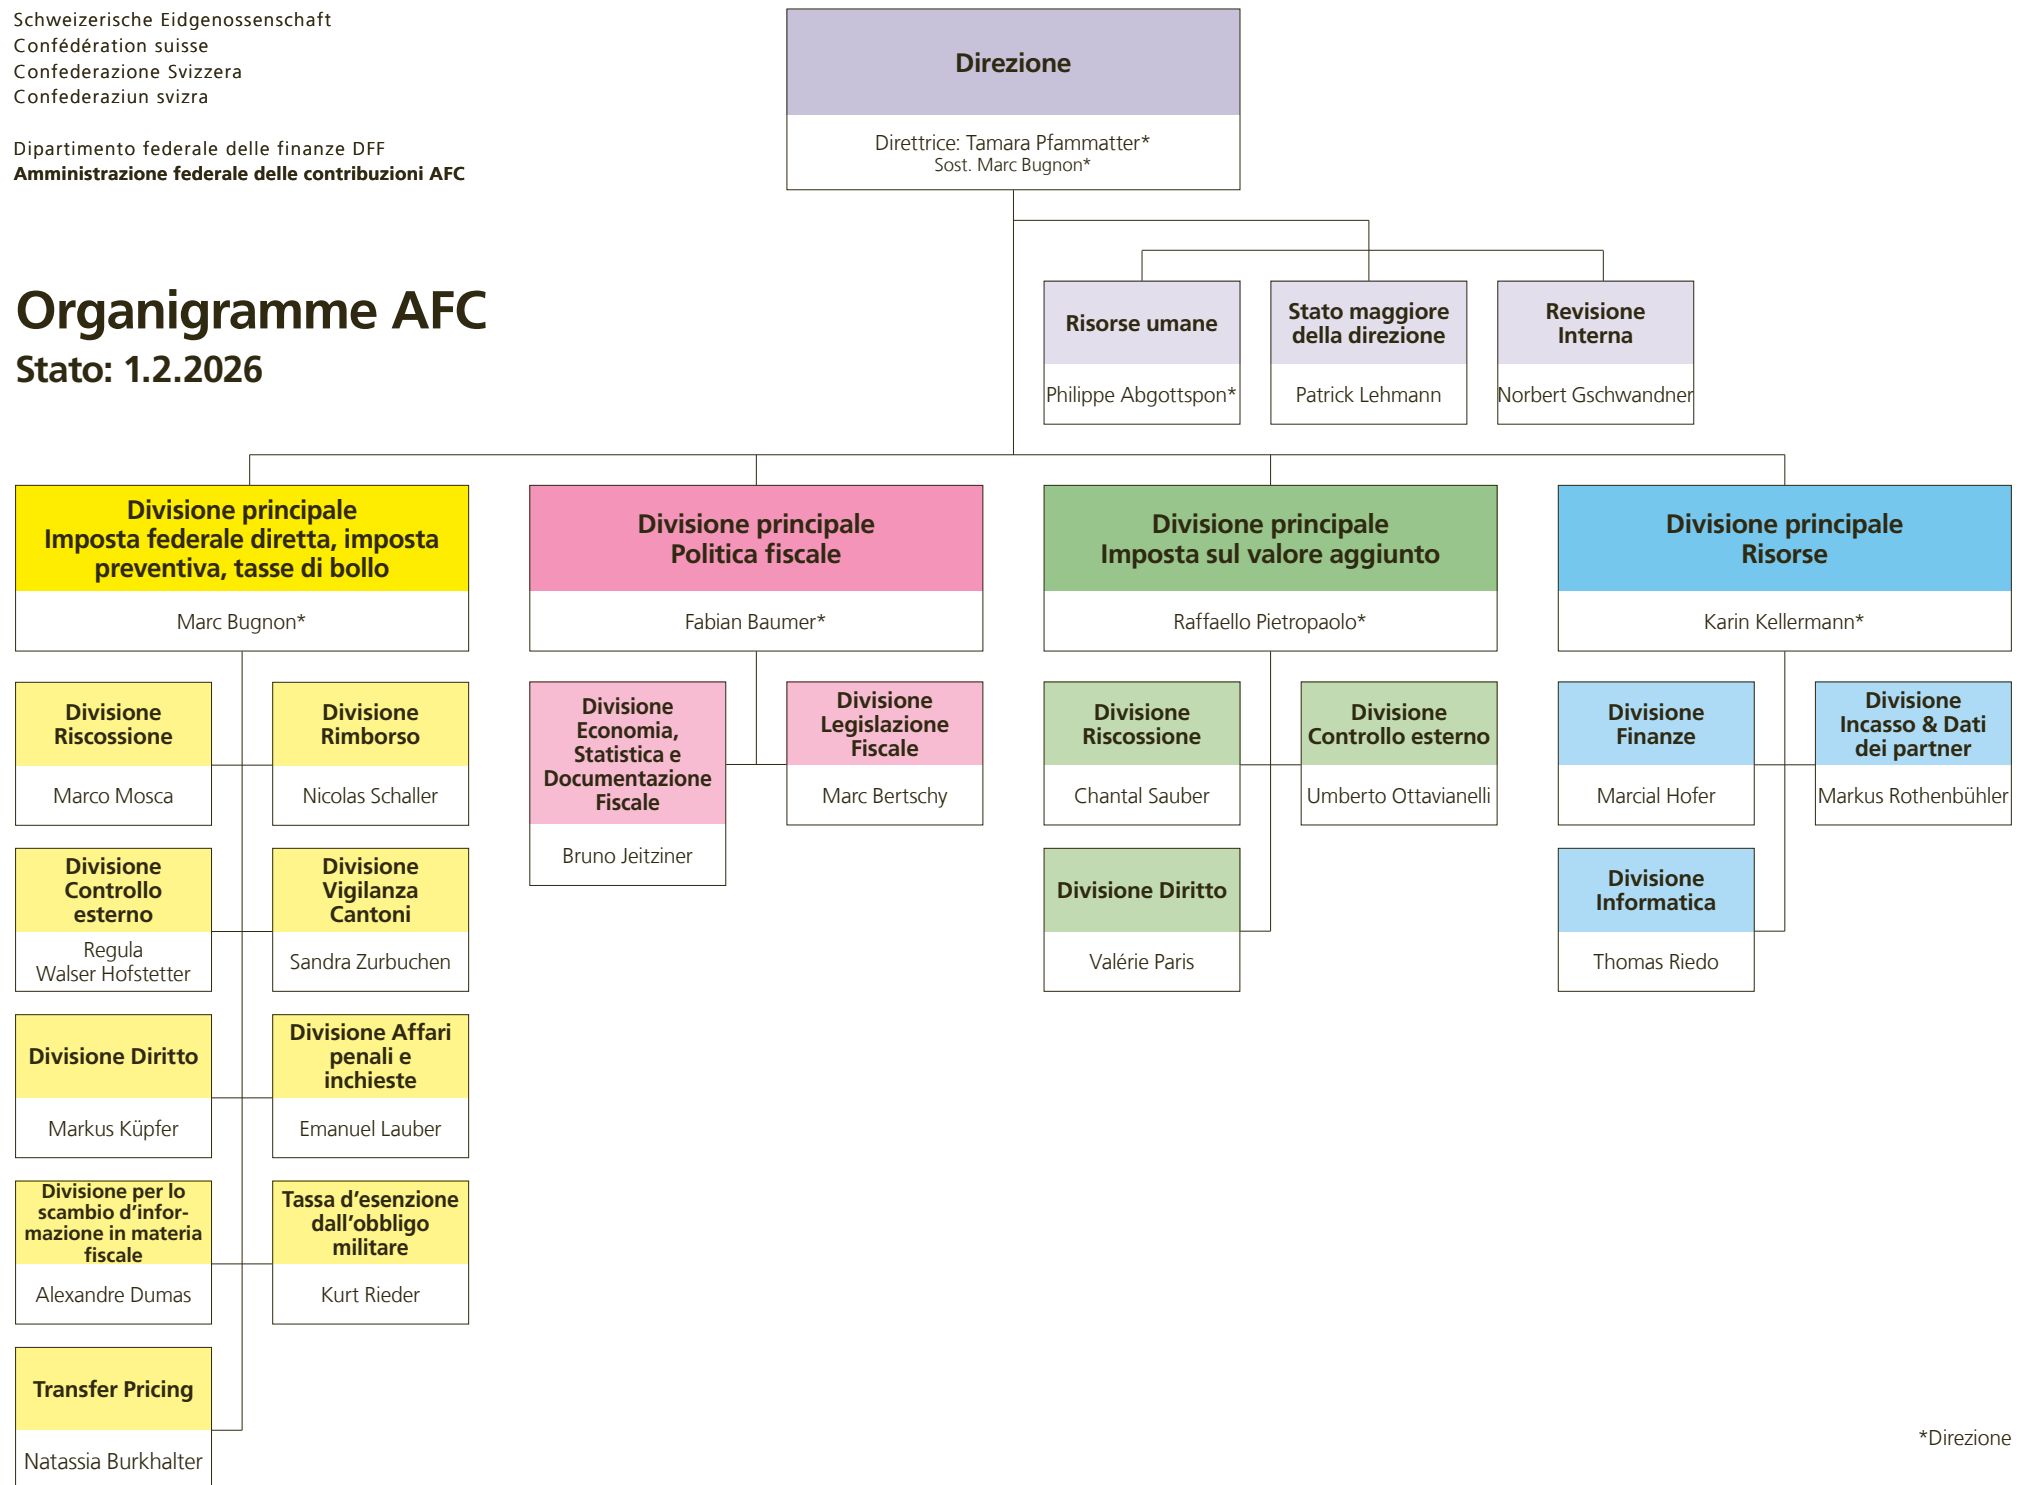 Schweizerische Eidgenossenschaft
Confédération suisse
Confederazione Svizzera
Confederaziun svizra
Dipartimento federale delle finanze DFF
Amministrazione federale delle contribuzioni AFC
Direzione
Direttrice: Tamara Pfammatter*
Sost. Marc Bugnon*
Organigramme AFC
Stato: 1.2.2026
Risorse umane
Philippe Abgottspon*
Stato maggiore
della direzione
Patrick Lehmann
Revisione
Interna
Norbert Gschwandner
Divisione principale
Imposta federale diretta, imposta
preventiva, tasse di bollo
Marc Bugnon*
Divisione
Riscossione
Marco Mosca
Divisione
Rimborso
Nicolas Schaller
Divisione
Controllo
esterno
Regula
Walser Hofstetter
Divisione
Vigilanza
Cantoni
Sandra Zurbuchen
Divisione Diritto
Markus Küpfer
Divisione Affari
penali e
inchieste
Emanuel Lauber
Divisione per lo
scambio d’infor-
mazione in materia
fiscale
Alexandre Dumas
Tassa d’esenzione
dall’obbligo
militare
Kurt Rieder
Transfer Pricing
Natassia Burkhalter
Divisione principale
Politica fiscale
Fabian Baumer*
Divisione
Economia,
Statistica e
Documentazione
Fiscale
Bruno Jeitziner
Divisione
Legislazione
Fiscale
Marc Bertschy
Divisione principale
Imposta sul valore aggiunto
Raffaello Pietropaolo*
Divisione
Riscossione
Chantal Sauber
Divisione
Controllo esterno
Umberto Ottavianelli
Divisione Diritto
Valérie Paris
Divisione principale
Risorse
Karin Kellermann*
Divisione
Finanze
Marcial Hofer
Divisione
Incasso & Dati
dei partner
Markus Rothenbühler
Divisione
Informatica
Thomas Riedo
*Direzione